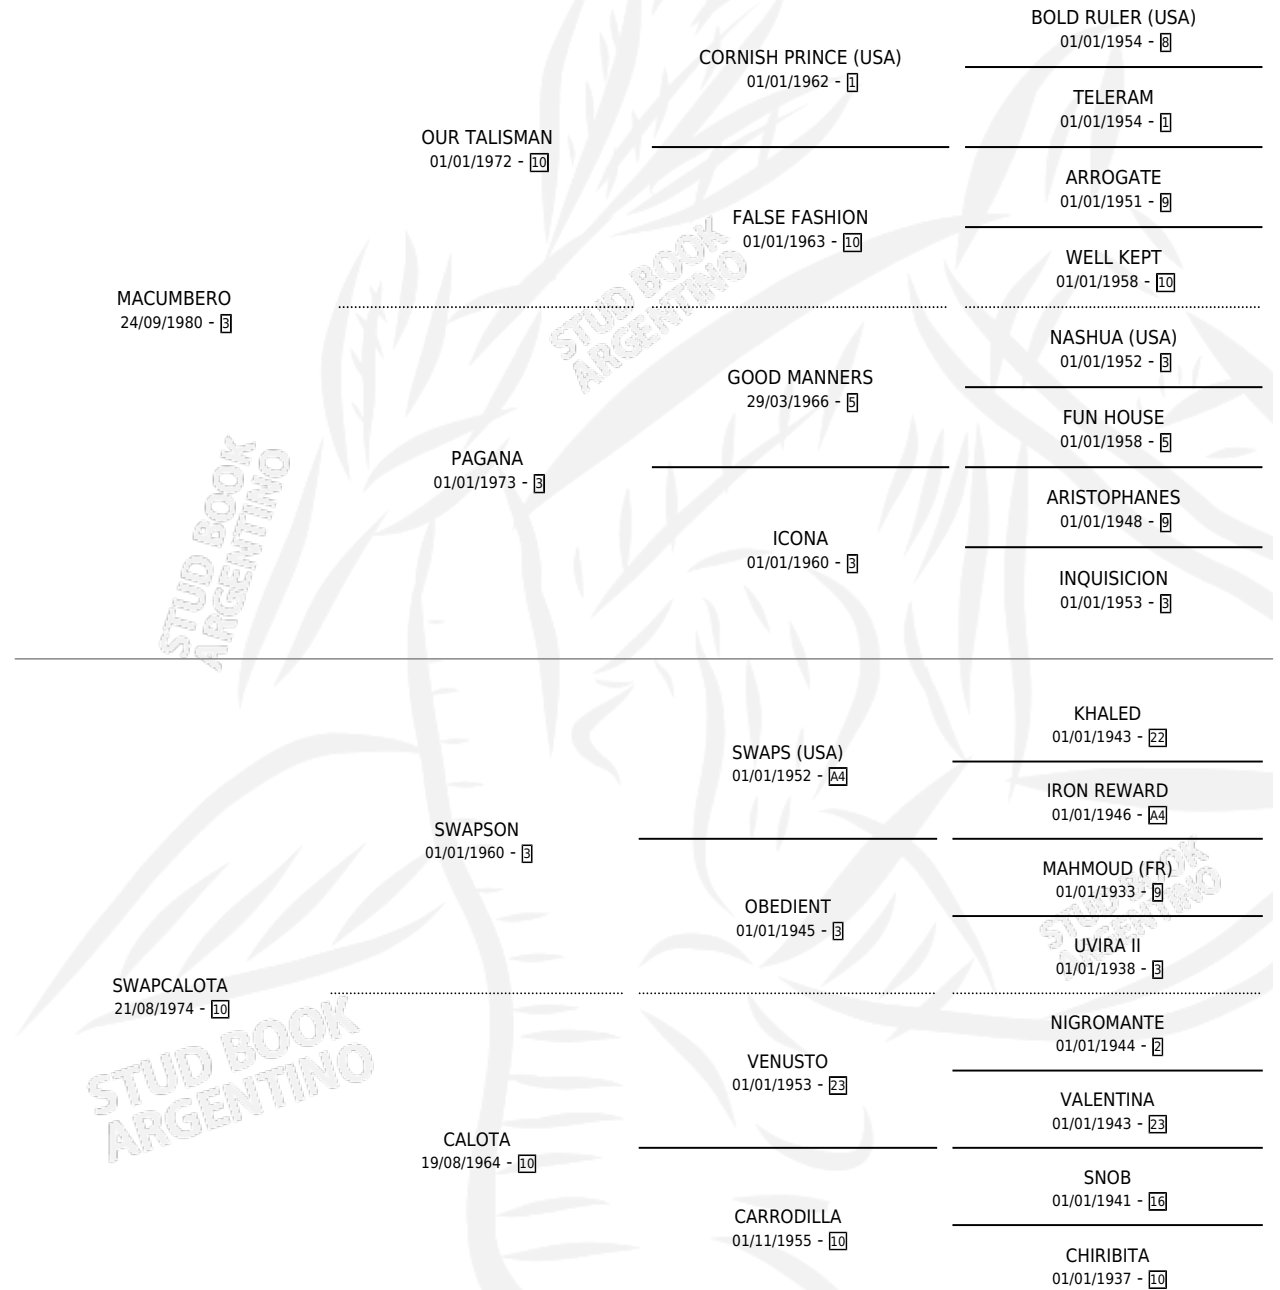 BOLD RULER (USA)
01/01/1954 - 8
CORNISH PRINCE (USA)
01/01/1962 - 1
TELERAM
01/01/1954 - 1
OUR TALISMAN
01/01/1972 - 10
ARROGATE
01/01/1951 - 9
FALSE FASHION
01/01/1963 - 10
WELL KEPT
01/01/1958 - 10
MACUMBERO
24/09/1980 - 3
STUD BOOK
ARGENTINO
NASHUA (USA)
01/01/1952 - 3
GOOD MANNERS
29/03/1966 - 5
FUN HOUSE
01/01/1958 - 5
PAGANA
01/01/1973 - 3
ARISTOPHANES
01/01/1948 - 9
ICONA
01/01/1960 - 3
INQUISICION
01/01/1953 - 3
STUD BOOK
ARGENTINO
KHALED
01/01/1943 - 22
SWAPS (USA)
01/01/1952 - A4
IRON REWARD
01/01/1946 - A4
SWAPSON
01/01/1960 - 3
MAHMOUD (FR)
01/01/1933 - 9
OBEDIENT
01/01/1945 - 3
UVIRA II
01/01/1938 - 3
STUD BOOK
ARGENTINO
SWAPCALOTA
21/08/1974 - 10
STUD BOOK
ARGENTINO
NIGROMANTE
01/01/1944 - 2
VENUSTO
01/01/1953 - 23
VALENTINA
01/01/1943 - 23
CALOTA
19/08/1964 - 10
SNOB
01/01/1941 - 16
CARRODILLA
01/11/1955 - 10
CHIRIBITA
01/01/1937 - 10